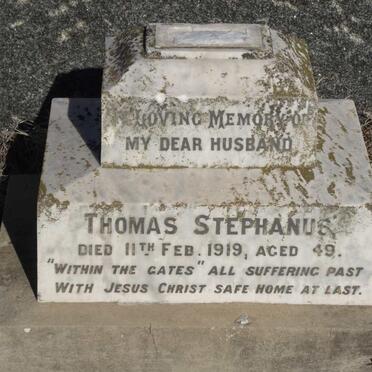 IN LOVING MEMORY OF
MY DEAR HUSBAND
THOMAS STEPHANUS
DIED 11TH FEB. 1919, AGED 49.
"WITHIN THE GATES" ALL SUFFERING PAST
WITH JESUS CHRIST SAFE HOME AT LAST.